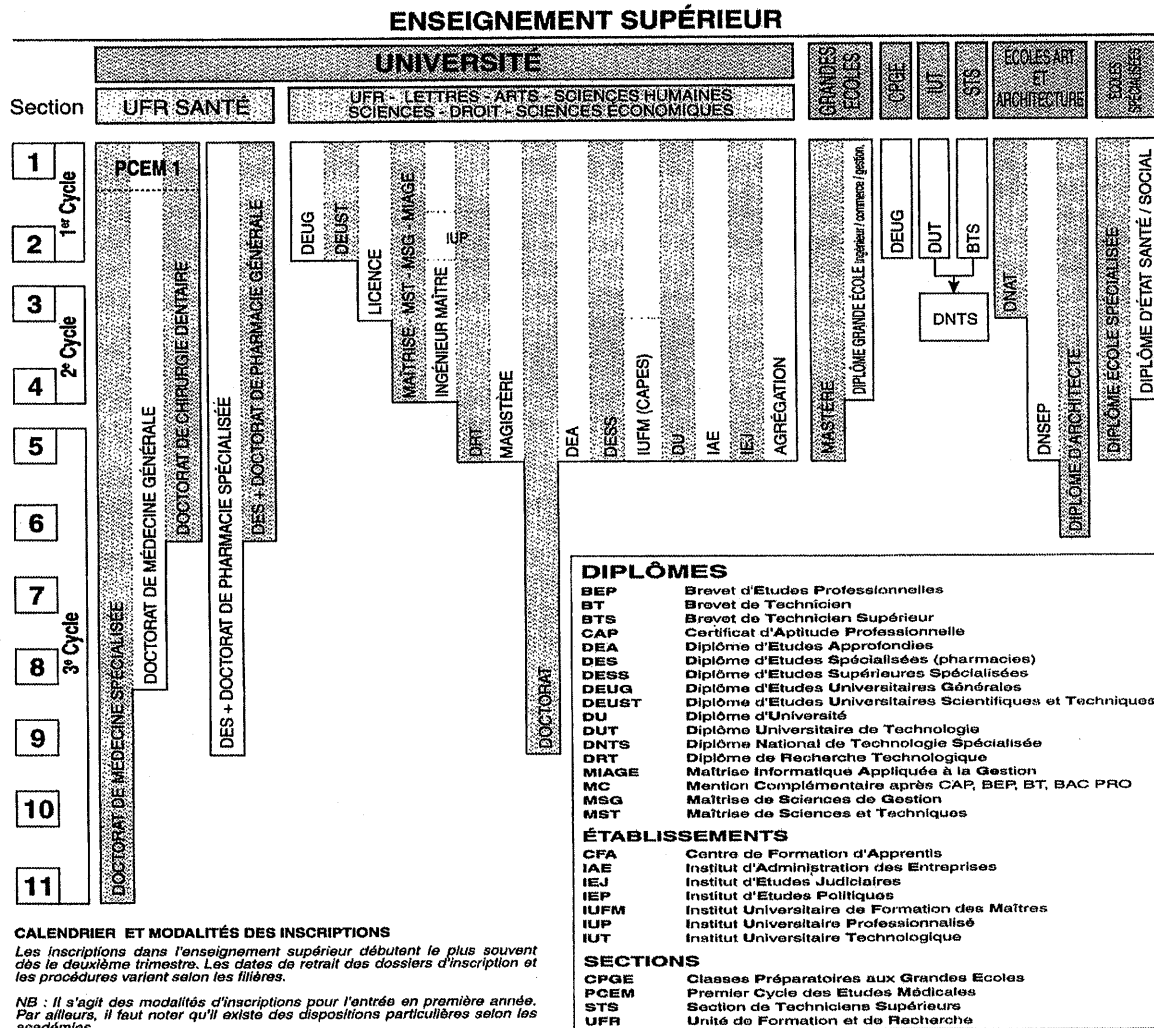 ENSEIGNEMENT SUPÉRIEUR
UNIVERSITÉ
GRANDES ECOLES
CPGE
IUT
STS
ÉCOLES ART ET ARCHITECTURE
ÉCOLES SPÉCIALISÉES
Section
UFR SANTÉ
UFR - LETTRES - ARTS - SCIENCES HUMAINES
SCIENCES - DROIT - SCIENCES ÉCONOMIQUES
1
2
1er Cycle
3
4
2e Cycle
5
6
7
8
9
10
11
3e Cycle
PCEM 1
DOCTORAT DE MÉDECINE SPÉCIALISÉE
DOCTORAT DE MÉDECINE GÉNÉRALE
DOCTORAT DE CHIRURGIE DENTAIRE
DES + DOCTORAT DE PHARMACIE SPÉCIALISÉE
DES + DOCTORAT DE PHARMACIE GÉNÉRALE
DEUG
DEUST
LICENCE
MAÎTRISE - MST - MSG - MIAGE
IUP
INGÉNIEUR MAÎTRE
DRT
MAGISTÈRE
DOCTORAT
DEA
DESS
IUFM (CAPES)
DU
IAE
IEJ
AGRÉGATION
MASTÈRE
DIPLÔME GRANDE ÉCOLE Ingénieur / commerce / gestion.
DEUG
DUT
BTS
DNTS
DNAT
DNSEP
DIPLÔME D'ARCHITECTE
DIPLÔME ECOLE SPÉCIALISÉE
DIPLÔME D'ÉTAT SANTÉ / SOCIAL
DIPLÔMES
BEP Brevet d'Etudes Professionnelles
BT Brevet de Technicien
BTS Brevet de Technicien Supérieur
CAP Certificat d'Aptitude Professionnelle
DEA Diplôme d'Etudes Approfondies
DES Diplôme d'Etudes Spécialisées (pharmacies)
DESS Diplôme d'Etudes Supérieures Spécialisées
DEUG Diplôme d'Etudes Universitaires Générales
DEUST Diplôme d'Etudes Universitaires Scientifiques et Techniques
DU Diplôme d'Université
DUT Diplôme Universitaire de Technologie
DNTS Diplôme National de Technologie Spécialisée
DRT Diplôme de Recherche Technologique
MIAGE Maîtrise Informatique Appliquée à la Gestion
MC Mention Complémentaire après CAP, BEP, BT, BAC PRO
MSG Maîtrise de Sciences de Gestion
MST Maîtrise de Sciences et Techniques
ÉTABLISSEMENTS
CFA Centre de Formation d'Apprentis
IAE Institut d'Administration des Entreprises
IEJ Institut d'Etudes Judiciaires
IEP Institut d'Etudes Politiques
IUFM Institut Universitaire de Formation des Maîtres
IUP Institut Universitaire Professionnalisé
IUT Institut Universitaire Technologique
SECTIONS
CPGE Classes Préparatoires aux Grandes Ecoles
PCEM Premier Cycle des Etudes Médicales
STS Section de Techniciens Supérieurs
UFR Unité de Formation et de Recherche
CALENDRIER ET MODALITÉS DES INSCRIPTIONS
Les inscriptions dans l'enseignement supérieur débutent le plus souvent
dès le deuxième trimestre. Les dates de retrait des dossiers d'inscription et
les procédures varient selon les filières.
NB : Il s'agit des modalités d'inscriptions pour l'entrée en première année.
Par ailleurs, il faut noter qu'il existe des dispositions particulières selon les
académies.